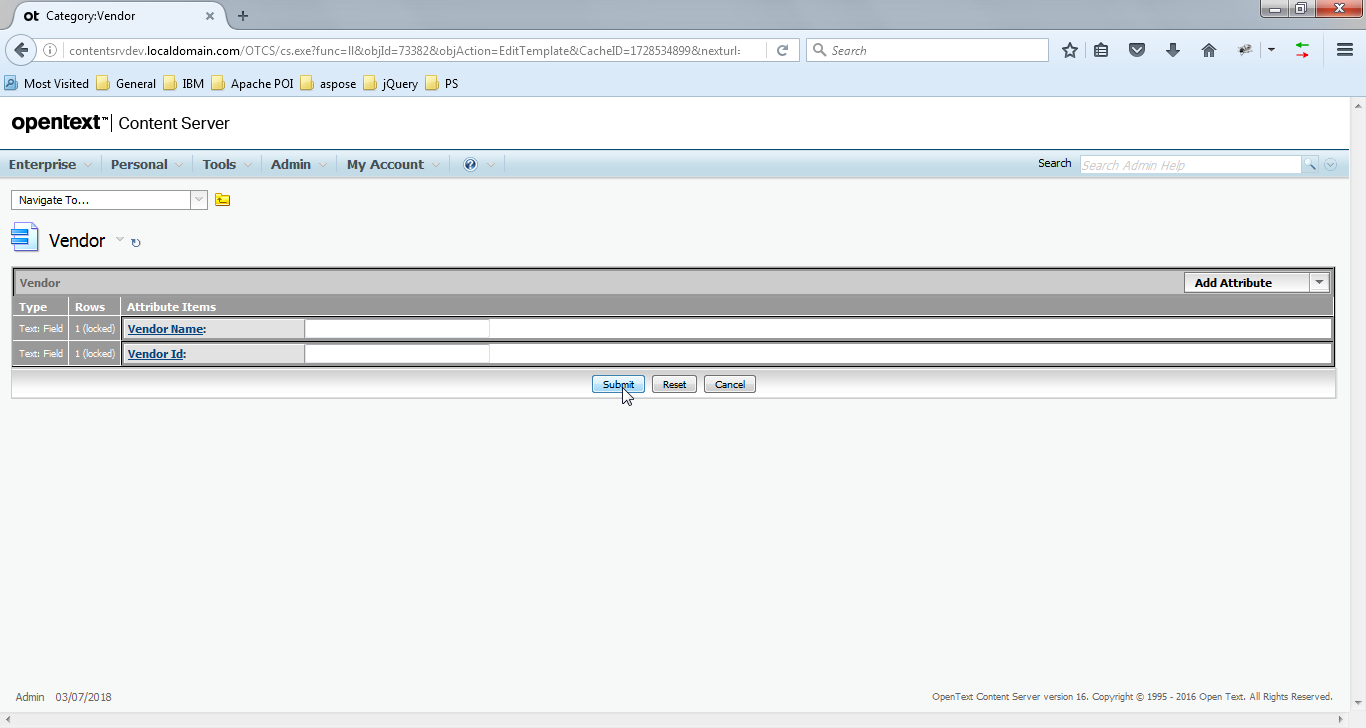 ot Category:Vendor
contentsrvdev.localdomain.com/OTCS/cs.exe?func=ll&objId=73382&objAction=EditTemplate&CacheID=1728534899&nexturl=
Search
Most Visited General IBM Apache POI aspose jQuery PS
opentext™ | Content Server
Enterprise Personal Tools Admin My Account
Search Search Admin Help
Navigate To...
Vendor
Vendor Add Attribute
Type Rows Attribute Items
Text: Field 1 (locked) Vendor Name:
Text: Field 1 (locked) Vendor Id:
Submit Reset Cancel
Admin 03/07/2018 OpenText Content Server version 16. Copyright © 1995 - 2016 Open Text. All Rights Reserved.